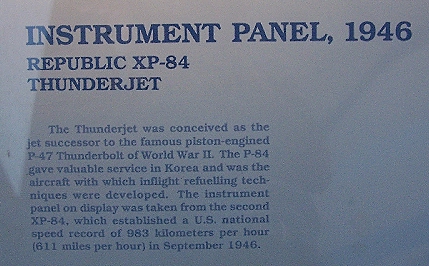 INSTRUMENT PANEL, 1946
REPUBLIC XP-84
THUNDERJET
The Thunderjet was conceived as the
jet successor to the famous piston-engined
P-47 Thunderbolt of World War II. The P-84
gave valuable service in Korea and was the
aircraft with which inflight refuelling tech-
niques were developed. The instrument
panel on display was taken from the second
XP-84, which established a U.S. national
speed record of 983 kilometers per hour
(611 miles per hour) in September 1946.